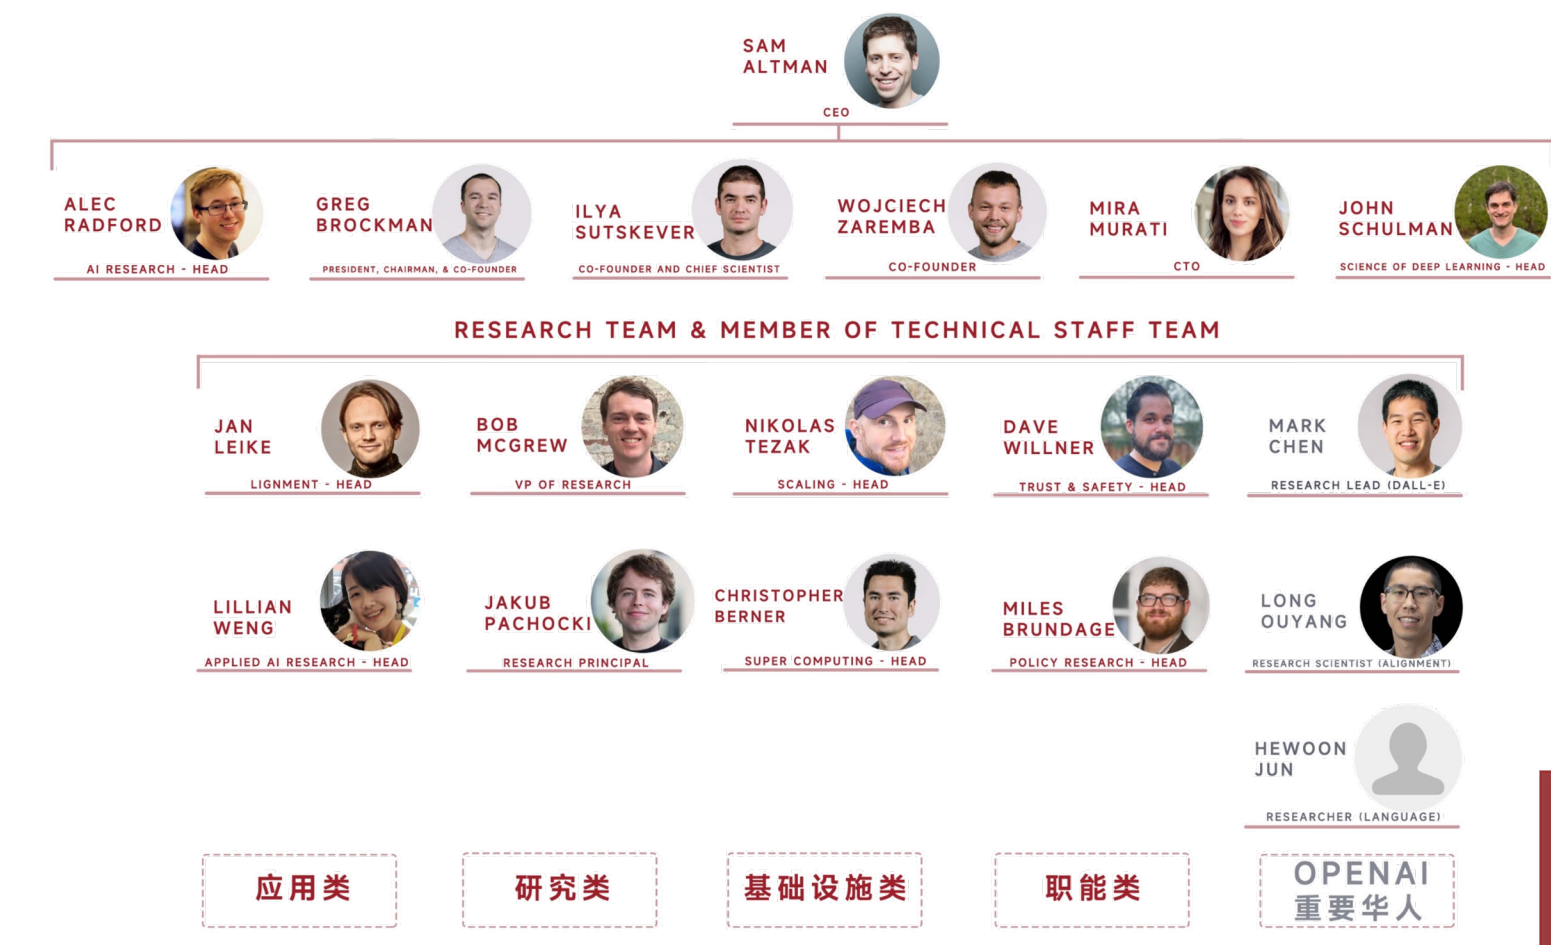 SAM
ALTMAN
CEO
ALEC
RADFORD
AI RESEARCH - HEAD
GREG
BROCKMAN
PRESIDENT, CHAIRMAN, & CO-FOUNDER
ILYA
SUTSKEVER
CO-FOUNDER AND CHIEF SCIENTIST
WOJCIECH
ZAREMBA
CO-FOUNDER
MIRA
MURATI
CTO
JOHN
SCHULMAN
SCIENCE OF DEEP LEARNING - HEAD
RESEARCH TEAM & MEMBER OF TECHNICAL STAFF TEAM
JAN
LEIKE
LIGNMENT - HEAD
BOB
MCGREW
VP OF RESEARCH
NIKOLAS
TEZAK
SCALING - HEAD
DAVE
WILLNER
TRUST & SAFETY - HEAD
MARK
CHEN
RESEARCH LEAD (DALL-E)
LILLIAN
WENG
APPLIED AI RESEARCH - HEAD
JAKUB
PACHOCKI
RESEARCH PRINCIPAL
CHRISTOPHER
BERNER
SUPER COMPUTING - HEAD
MILES
BRUNDAGE
POLICY RESEARCH - HEAD
LONG
OUYANG
RESEARCH SCIENTIST (ALIGNMENT)
HEWOON
JUN
RESEARCHER (LANGUAGE)
应用类
研究类
基础设施类
职能类
OPENAI
重要华人